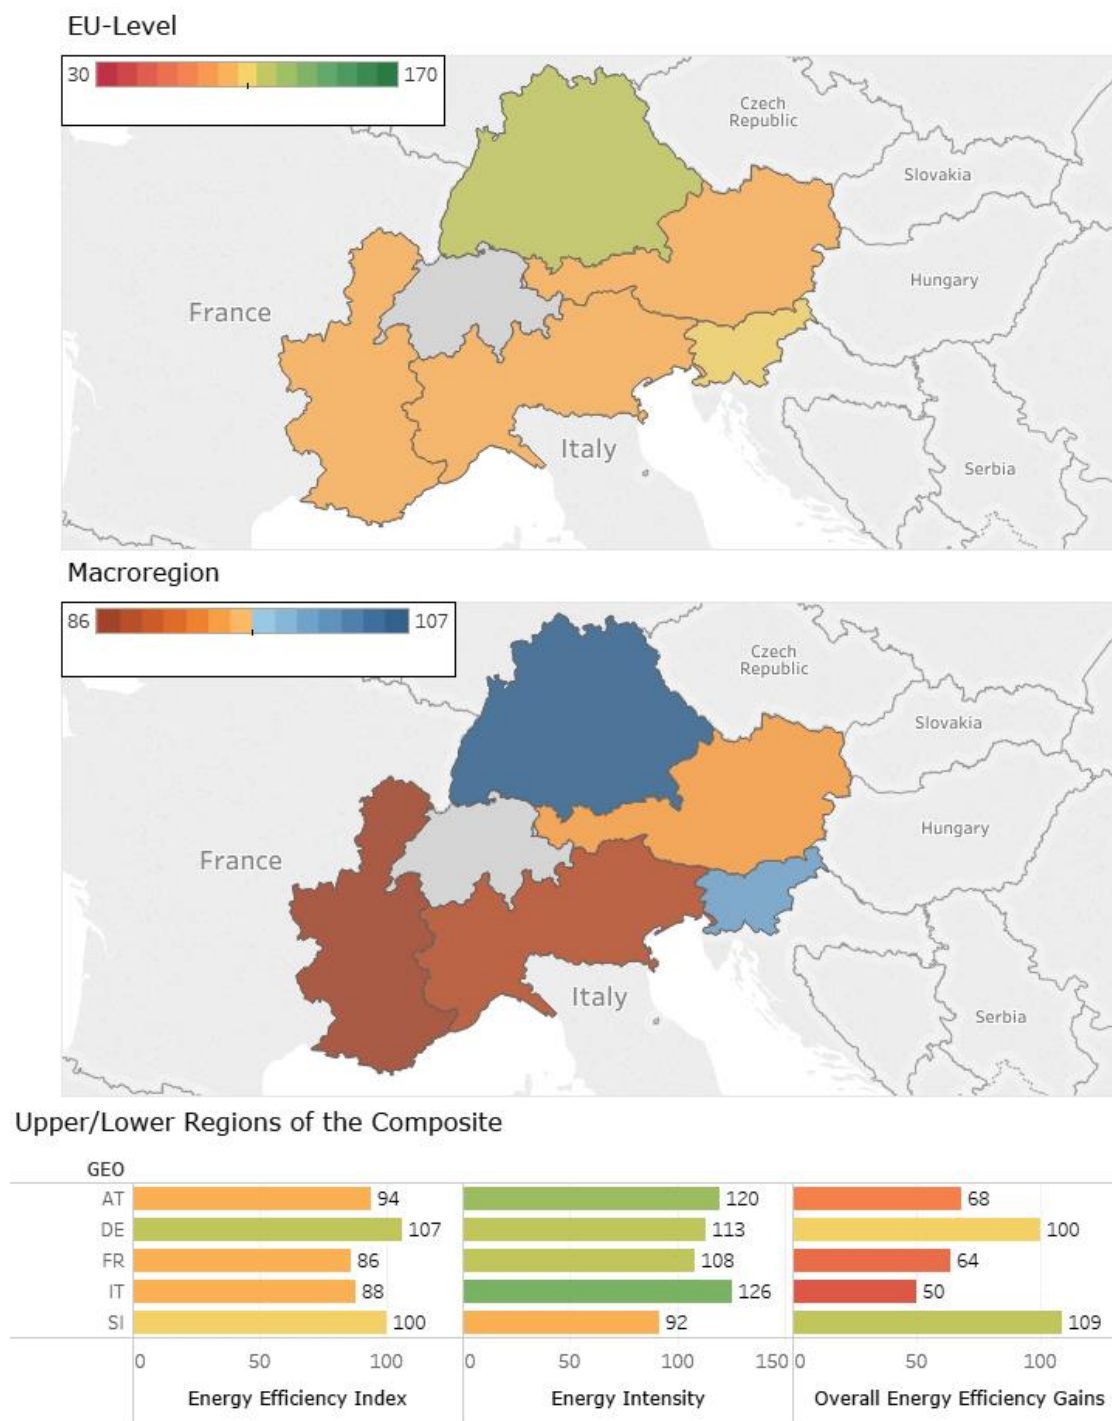 EU-Level
30 170
Czech
Republic
Slovakia
Hungary
France
Italy
Serbia
Macroregion
86 107
Czech
Republic
Slovakia
Hungary
France
Italy
Serbia
Upper/Lower Regions of the Composite
GEO
AT 94 120 68
DE 107 113 100
FR 86 108 64
IT 88 126 50
SI 100 92 109
0 50 100 0 50 100 150 0 50 100
Energy Efficiency Index Energy Intensity Overall Energy Efficiency Gains